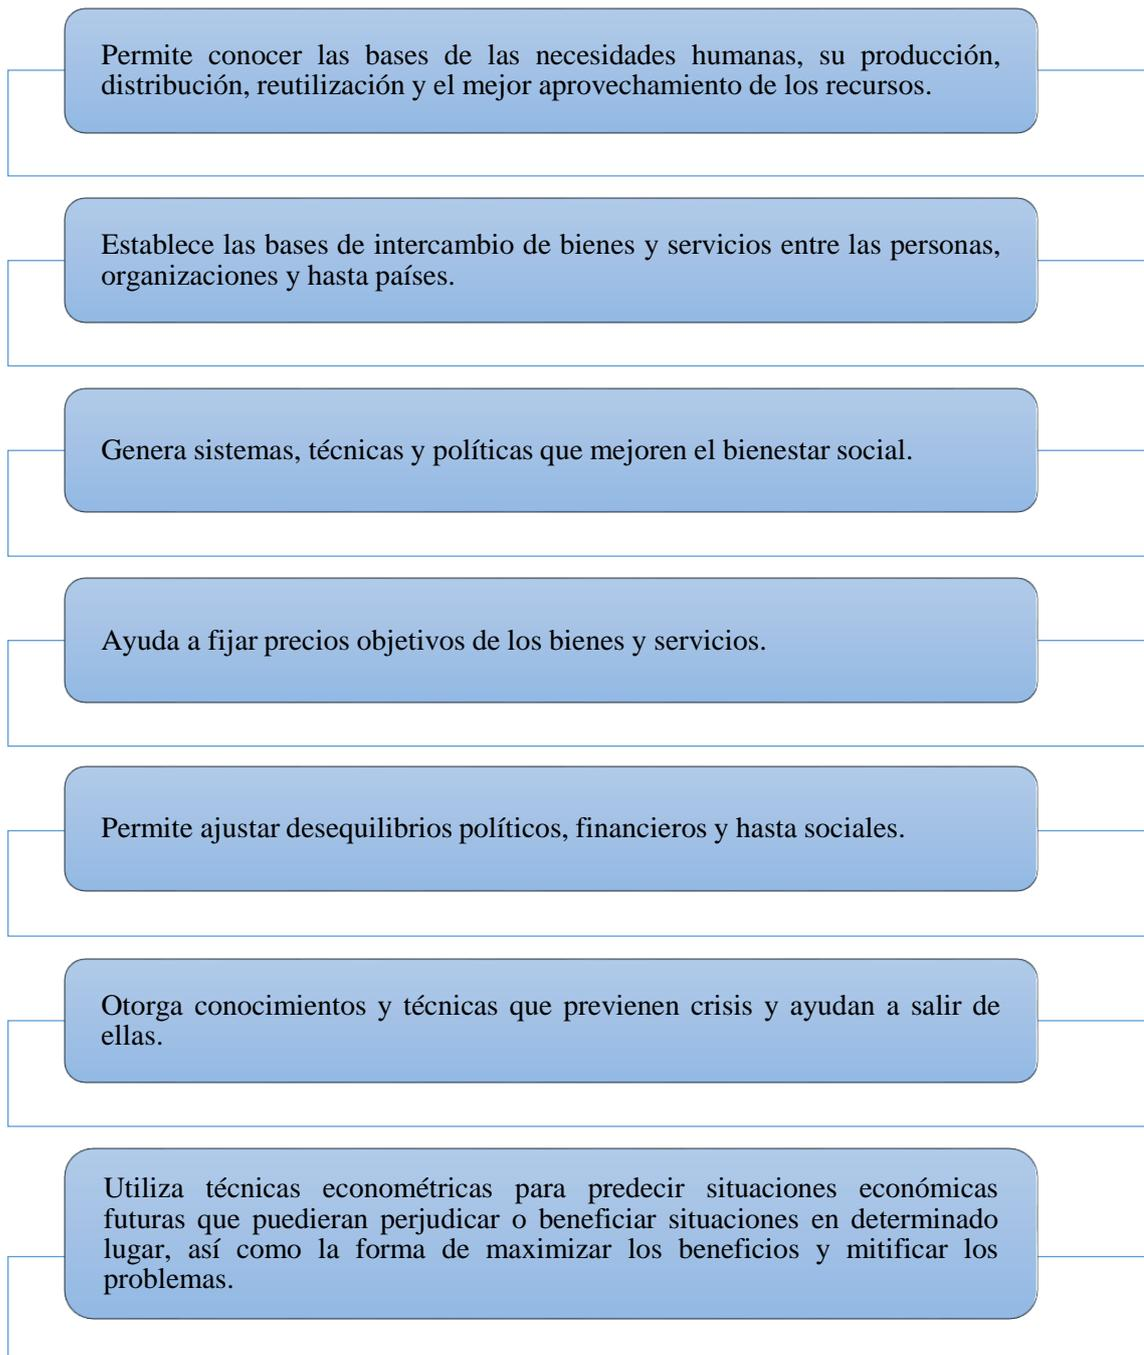 Permite conocer las bases de las necesidades humanas, su producción,
distribución, reutilización y el mejor aprovechamiento de los recursos.
Establece las bases de intercambio de bienes y servicios entre las personas,
organizaciones y hasta países.
Genera sistemas, técnicas y políticas que mejoren el bienestar social.
Ayuda a fijar precios objetivos de los bienes y servicios.
Permite ajustar desequilibrios políticos, financieros y hasta sociales.
Otorga conocimientos y técnicas que previenen crisis y ayudan a salir de
ellas.
Utiliza técnicas econométricas para predecir situaciones económicas
futuras que puedieran perjudicar o beneficiar situaciones en determinado
lugar, así como la forma de maximizar los beneficios y mitificar los
problemas.